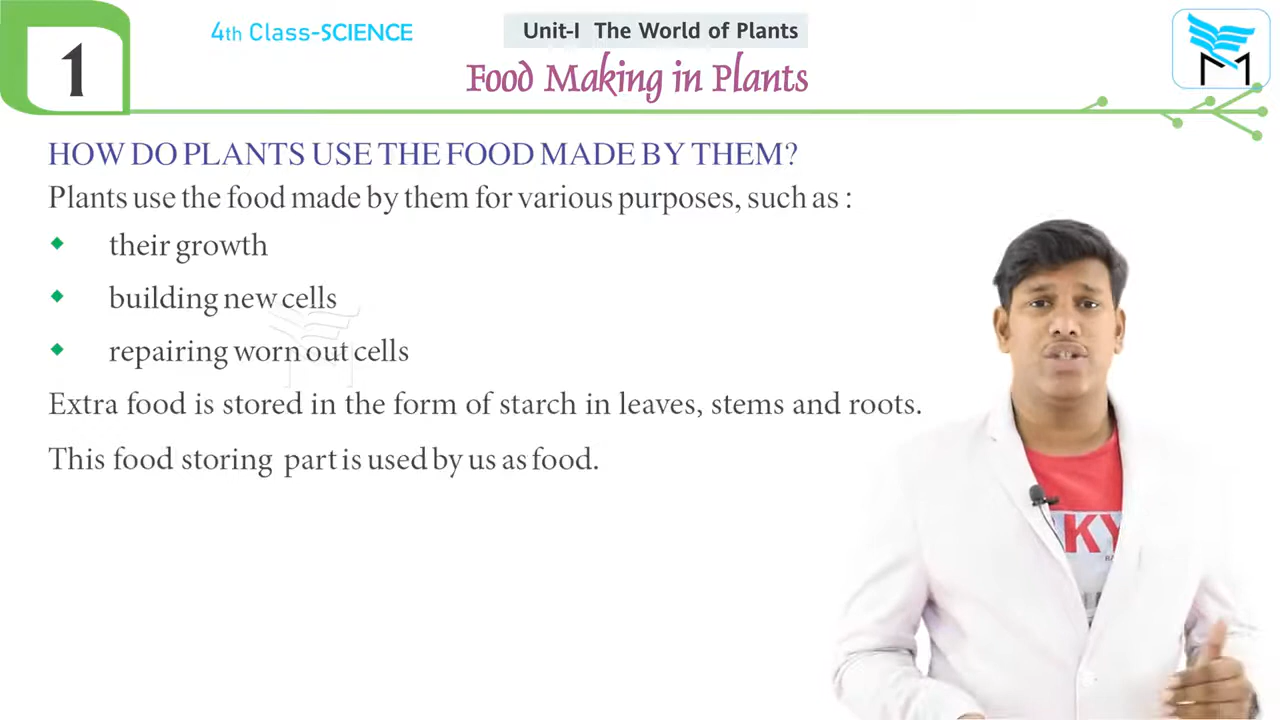 1
4th Class-SCIENCE
Unit-I The World of Plants
Food Making in Plants
M
HOW DO PLANTS USE THE FOOD MADE BY THEM?
Plants use the food made by them for various purposes, such as :
their growth
building new cells
repairing worn out cells
Extra food is stored in the form of starch in leaves, stems and roots.
This food storing part is used by us as food.
KY